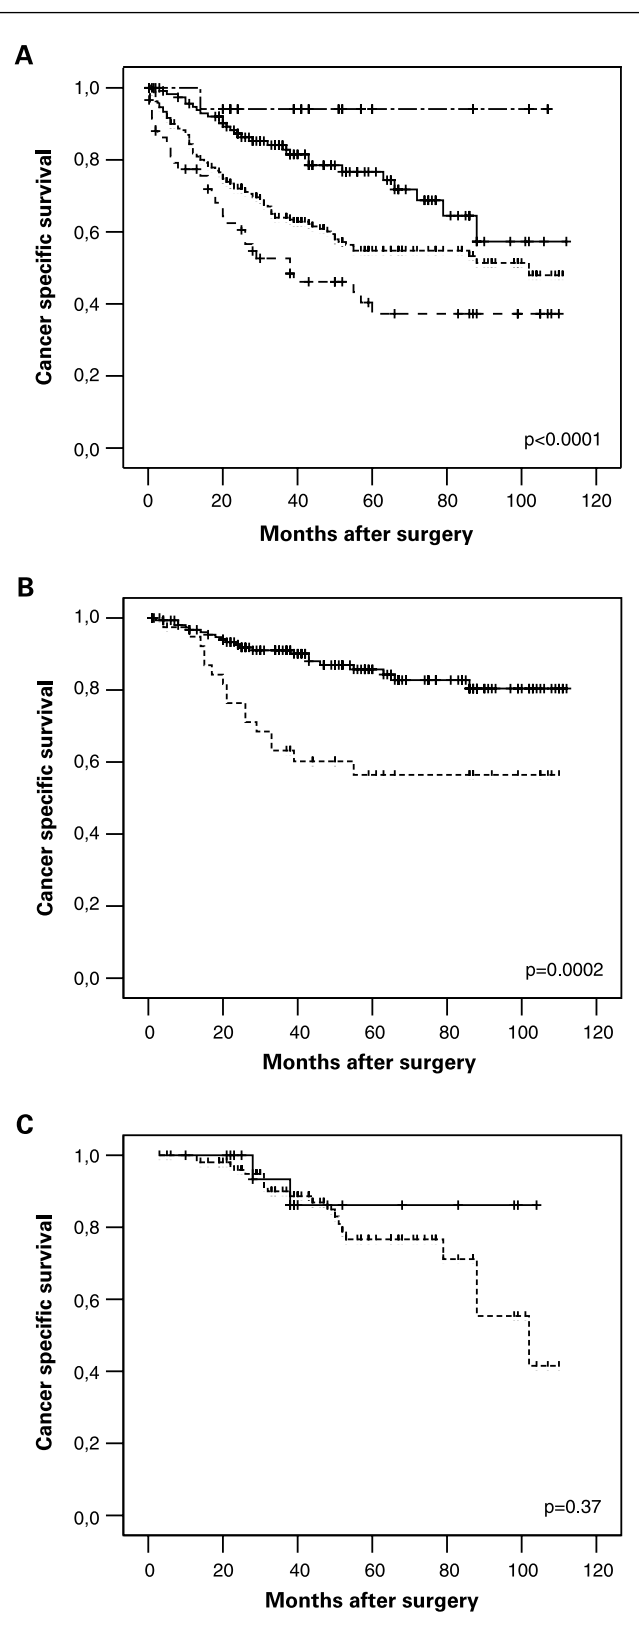 A
1,0
0,8
0,6
0,4
0,2
0,0
Cancer specific survival
p<0.0001
0 20 40 60 80 100 120
Months after surgery
B
1,0
0,8
0,6
0,4
0,2
0,0
Cancer specific survival
p=0.0002
0 20 40 60 80 100 120
Months after surgery
C
1,0
0,8
0,6
0,4
0,2
0,0
Cancer specific survival
p=0.37
0 20 40 60 80 100 120
Months after surgery